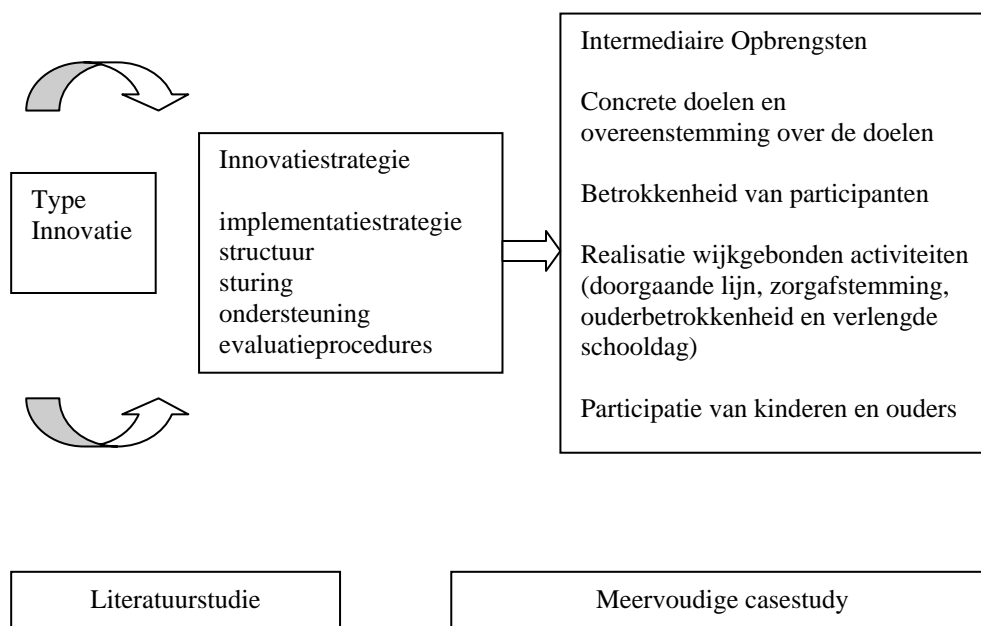 Type
Innovatie
Innovatiestrategie
implementatiestrategie
structuur
sturing
ondersteuning
evaluatieprocedures
Intermediaire Opbrengsten
Concrete doelen en
overeenstemming over de doelen
Betrokkenheid van participanten
Realisatie wijkgebonden activiteiten
(doorgaande lijn, zorgafstemming,
ouderbetrokkenheid en verlengde
schooldag)
Participatie van kinderen en ouders
Literatuurstudie
Meervoudige casestudy